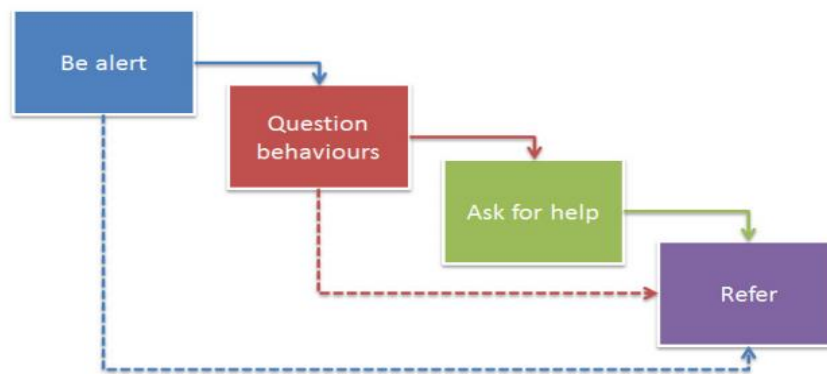 Be alert
Question
behaviours
Ask for help
Refer